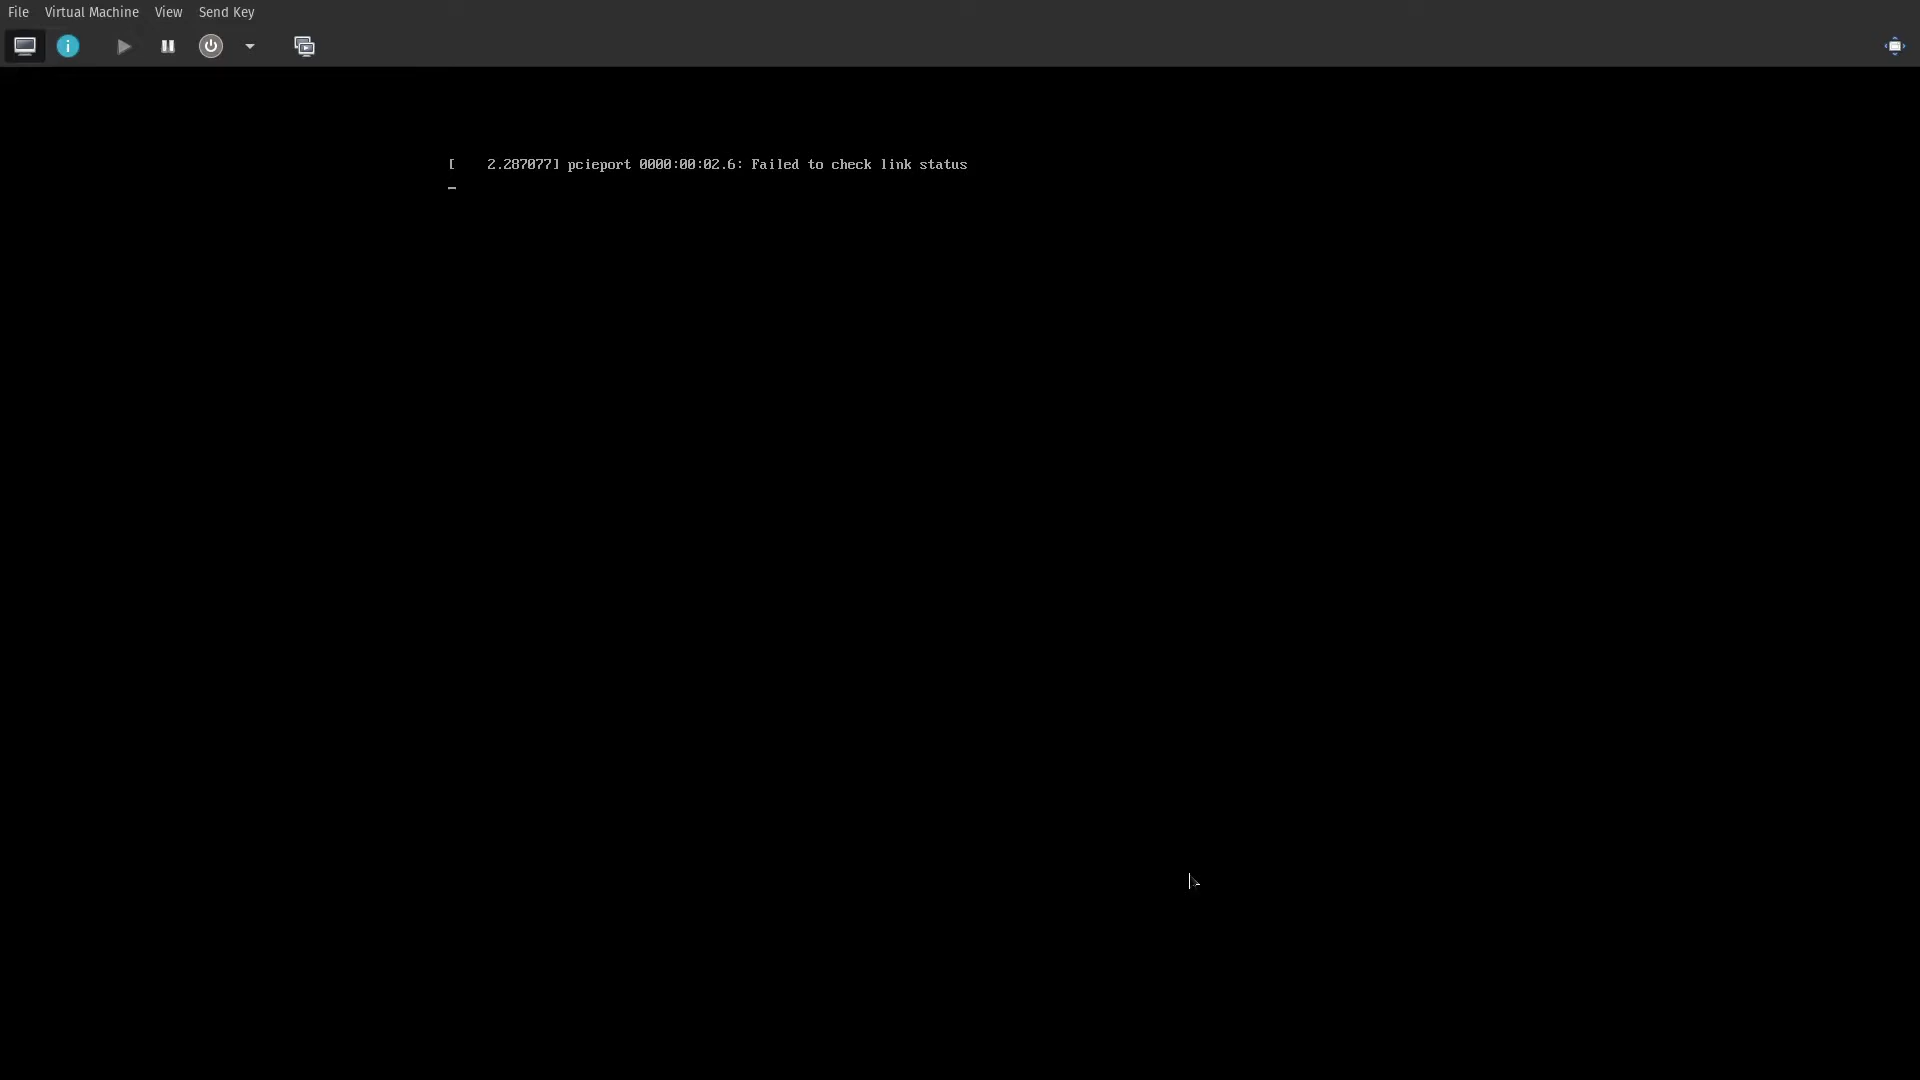 File Virtual Machine View Send Key
[    2.287077] pcieport 0000:00:02.6: Failed to check link status
_